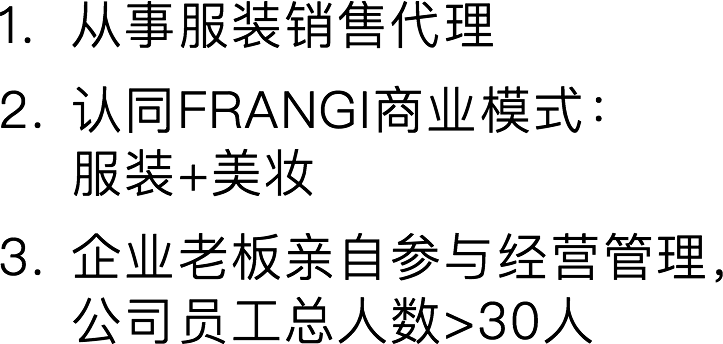 1. 从事服装销售代理
2. 认同FRANGI商业模式：
服装+美妆
3. 企业老板亲自参与经营管理，
公司员工总人数>30人